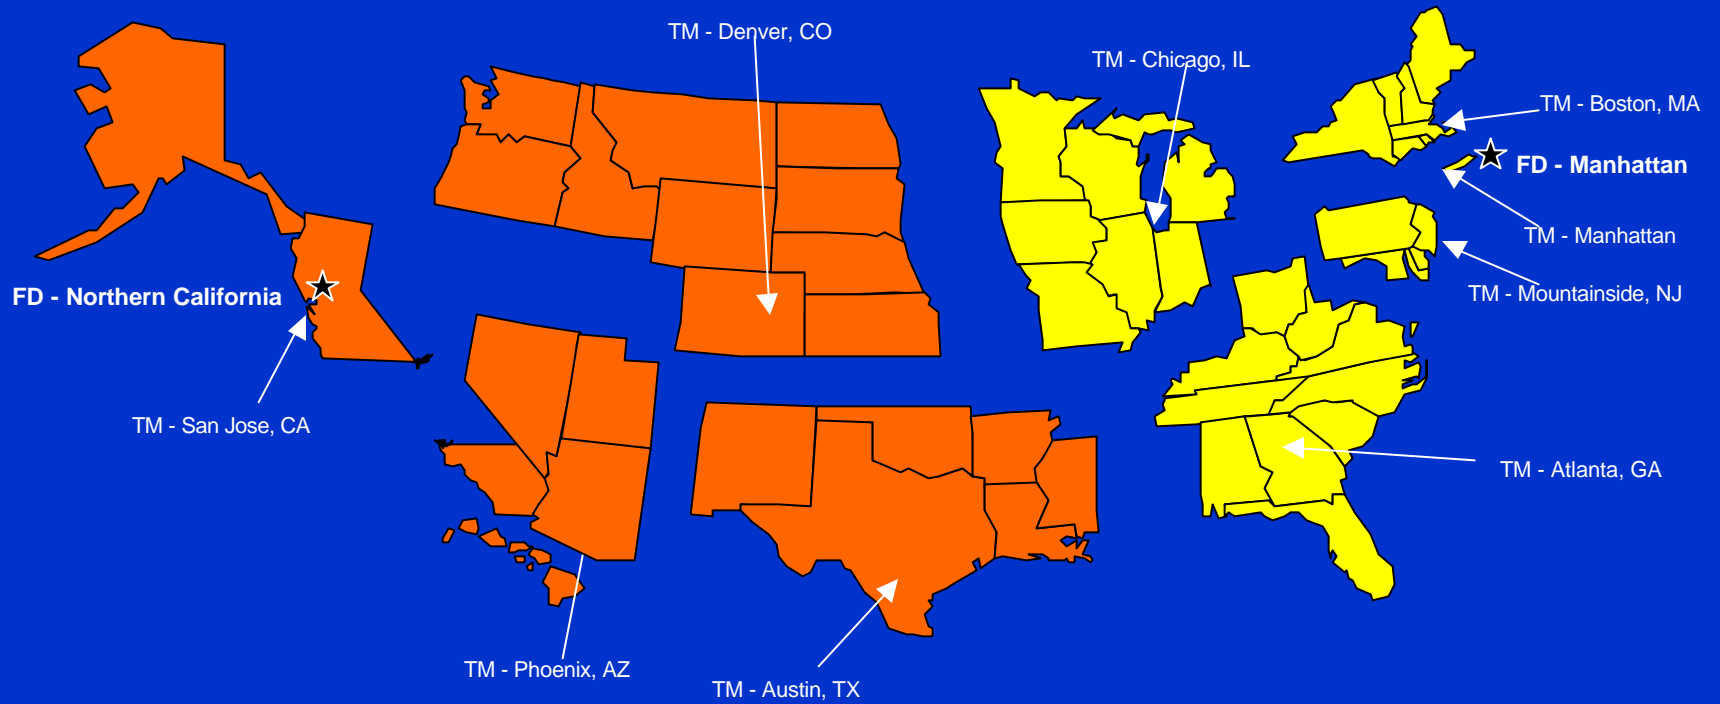 TM - Denver, CO
TM - Chicago, IL
TM - Boston, MA
FD - Manhattan
TM - Manhattan
TM - Mountainside, NJ
FD - Northern California
TM - San Jose, CA
TM - Atlanta, GA
TM - Phoenix, AZ
TM - Austin, TX